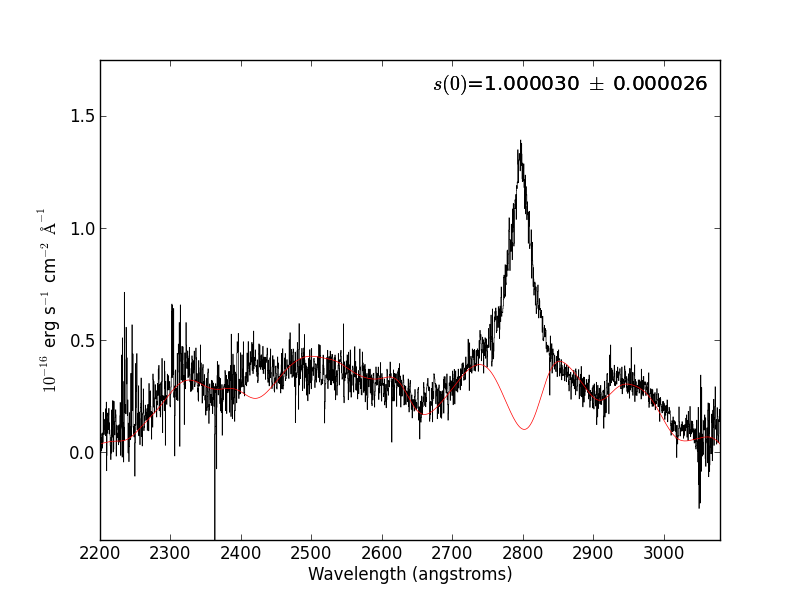 s(0)=1.000030 ± 0.000026
10⁻¹⁶ erg s⁻¹ cm⁻² Å⁻¹
1.5
1.0
0.5
0.0
2200 2300 2400 2500 2600 2700 2800 2900 3000
Wavelength (angstroms)